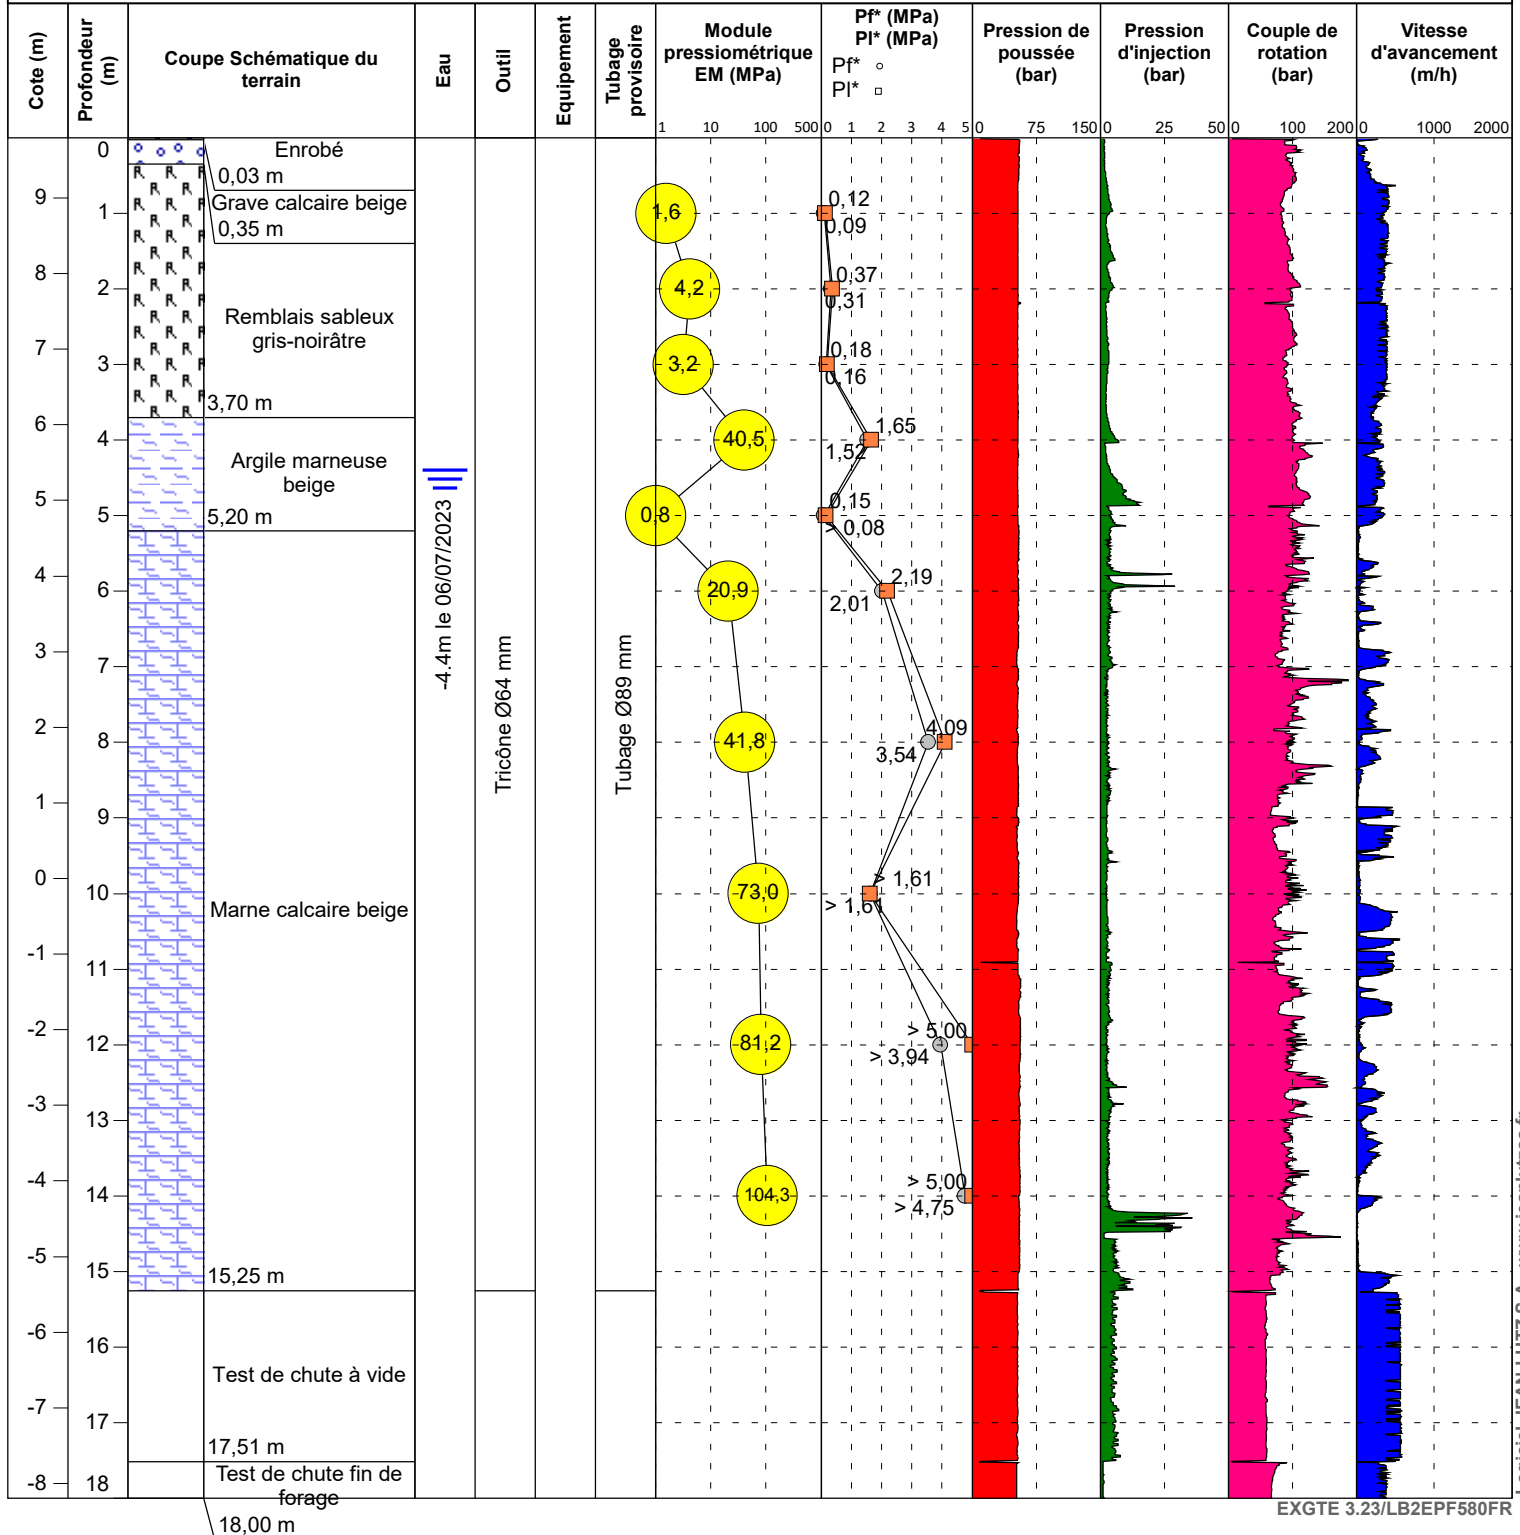 Cote (m)
Profondeur (m)
Coupe Schématique du terrain
Eau
Outil
Equipement
Tubage provisoire
Module pressiométrique EM (MPa)
1 10 100 500
Pf* (MPa)
Pl* (MPa)
Pf* ○
Pl* □
0 1 2 3 4 5
Pression de poussée (bar)
0 75 150
Pression d'injection (bar)
0 25 50
Couple de rotation (bar)
0 100 200
Vitesse d'avancement (m/h)
0 1000 2000
9
8
7
6
5
4
3
2
1
0
-1
-2
-3
-4
-5
-6
-7
-8
0
1
2
3
4
5
6
7
8
9
10
11
12
13
14
15
16
17
18
Enrobé
0,03 m
Grave calcaire beige
0,35 m
Remblais sableux
gris-noirâtre
3,70 m
Argile marneuse
beige
5,20 m
Marne calcaire beige
15,25 m
Test de chute à vide
17,51 m
Test de chute fin de
forage
18,00 m
-4.4m le 06/07/2023
Tricône Ø64 mm
Tubage Ø89 mm
1,6
4,2
3,2
40,5
0,8
20,9
41,8
73,0
81,2
104,3
0,12
0,09
0,37
0,31
0,18
0,16
1,65
1,52
0,15
> 0,08
2,19
2,01
4,09
3,54
> 1,61
> 1,61
> 5,00
> 3,94
> 5,00
> 4,75
EXGTE 3.23/LB2EPF580FR
Logiciel JEAN LUTZ S.A - www.jeanlutzsa.fr